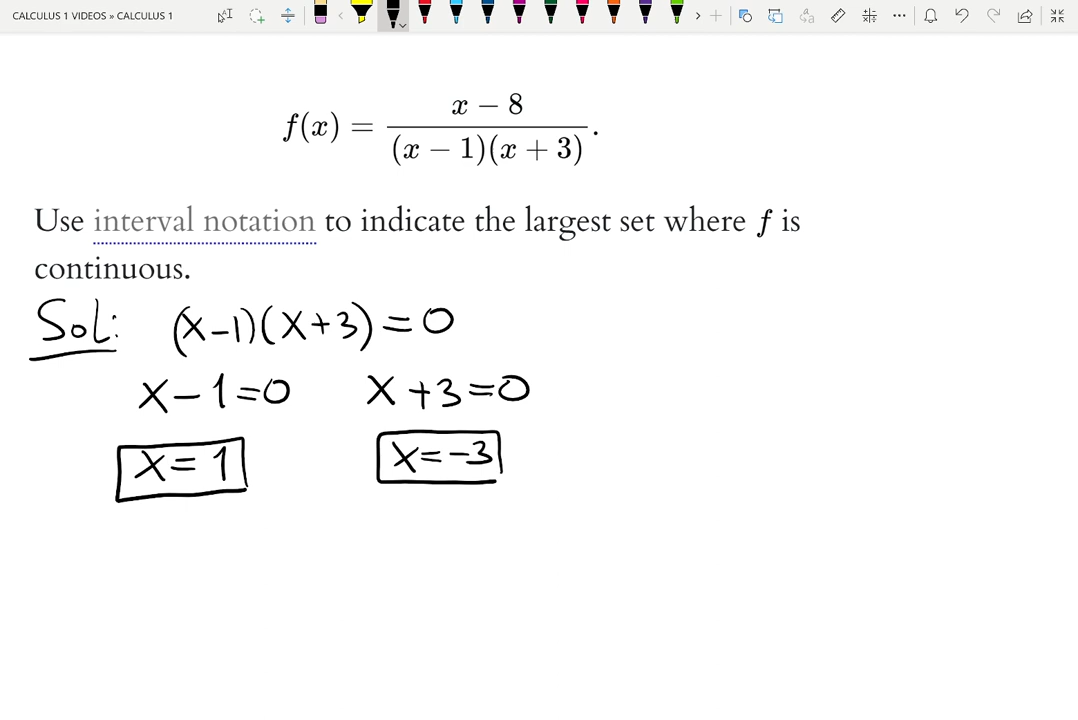 CALCULUS 1 VIDEOS » CALCULUS 1
f(x) = \frac{x − 8}{(x − 1)(x + 3)}.
Use interval notation to indicate the largest set where f is
continuous.
Sol: (x-1)(x+3)=0
x-1=0 x+3=0
x=1 x=-3